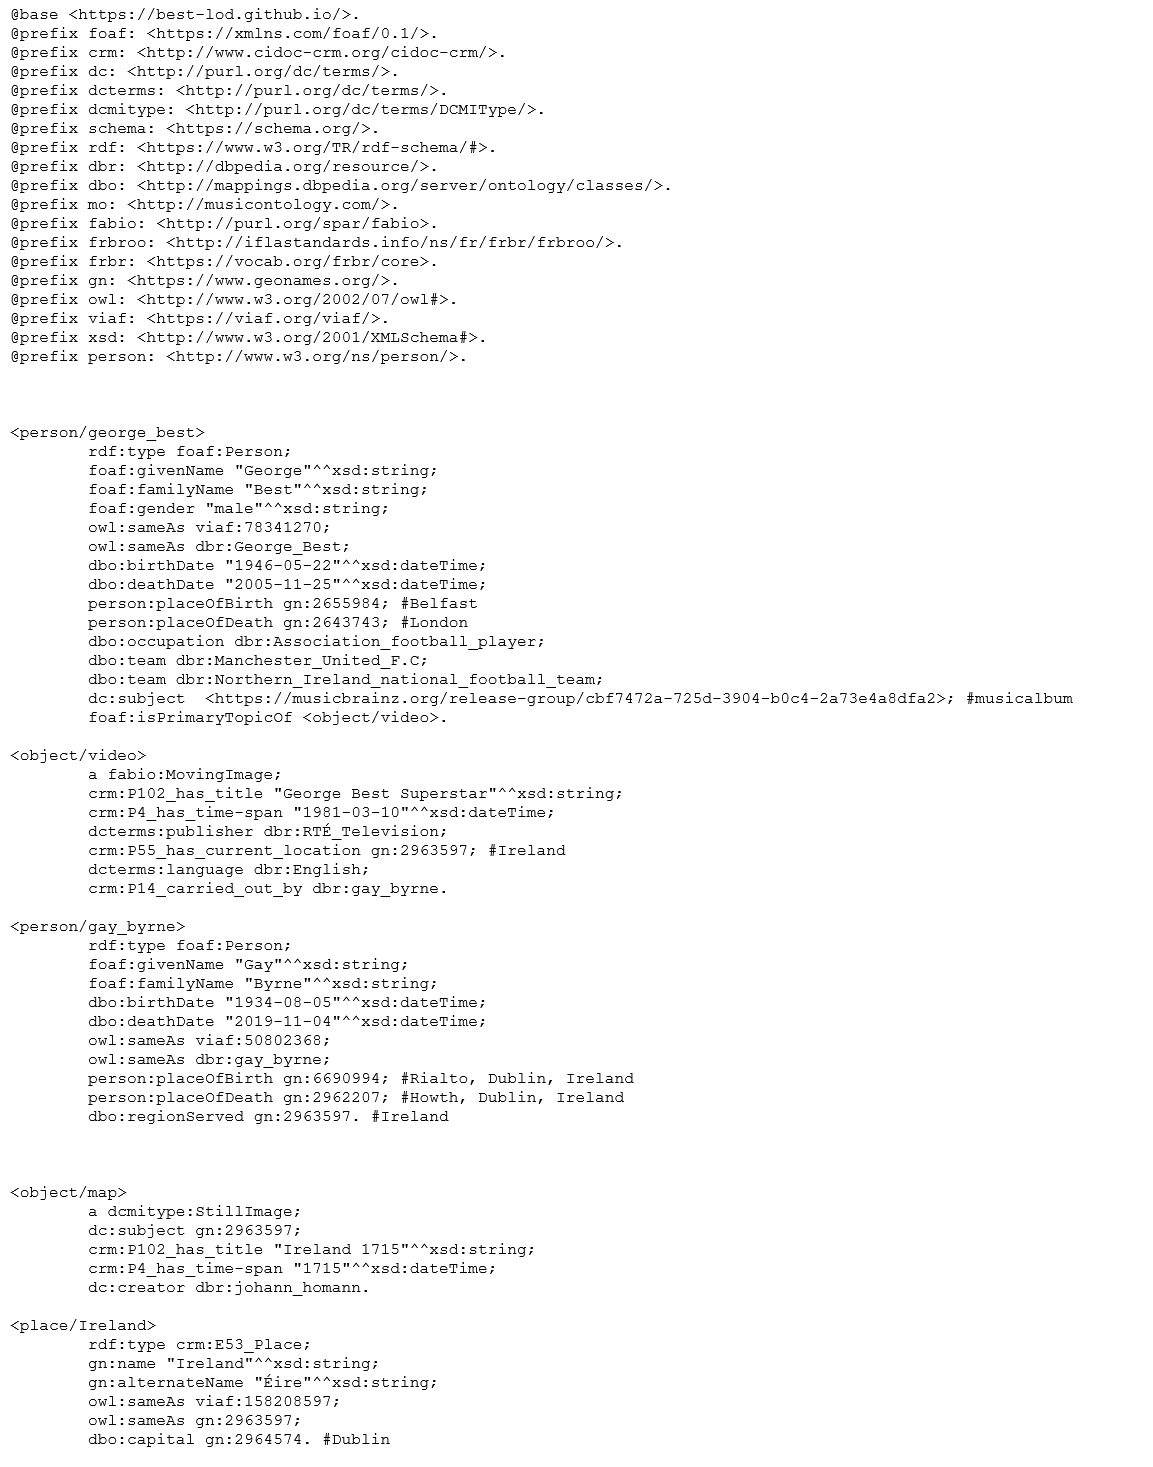 @base <https://best-lod.github.io/>.
@prefix foaf: <https://xmlns.com/foaf/0.1/>.
@prefix crm: <http://www.cidoc-crm.org/cidoc-crm/>.
@prefix dc: <http://purl.org/dc/terms/>.
@prefix dcterms: <http://purl.org/dc/terms/>.
@prefix dcmitype: <http://purl.org/dc/terms/DCMIType/>.
@prefix schema: <https://schema.org/>.
@prefix rdf: <https://www.w3.org/TR/rdf-schema/#>.
@prefix dbr: <http://dbpedia.org/resource/>.
@prefix dbo: <http://mappings.dbpedia.org/server/ontology/classes/>.
@prefix mo: <http://musicontology.com/>.
@prefix fabio: <http://purl.org/spar/fabio>.
@prefix frbroo: <http://iflastandards.info/ns/fr/frbr/frbroo/>.
@prefix frbr: <https://vocab.org/frbr/core>.
@prefix gn: <https://www.geonames.org/>.
@prefix owl: <http://www.w3.org/2002/07/owl#>.
@prefix viaf: <https://viaf.org/viaf/>.
@prefix xsd: <http://www.w3.org/2001/XMLSchema#>.
@prefix person: <http://www.w3.org/ns/person/>.
<person/george_best>
rdf:type foaf:Person;
foaf:givenName "George"^^xsd:string;
foaf:familyName "Best"^^xsd:string;
foaf:gender "male"^^xsd:string;
owl:sameAs viaf:78341270;
owl:sameAs dbr:George_Best;
dbo:birthDate "1946-05-22"^^xsd:dateTime;
dbo:deathDate "2005-11-25"^^xsd:dateTime;
person:placeOfBirth gn:2655984; #Belfast
person:placeOfDeath gn:2643743; #London
dbo:occupation dbr:Association_football_player;
dbo:team dbr:Manchester_United_F.C;
dbo:team dbr:Northern_Ireland_national_football_team;
dc:subject  <https://musicbrainz.org/release-group/cbf7472a-725d-3904-b0c4-2a73e4a8dfa2>; #musicalbum
foaf:isPrimaryTopicOf <object/video>.
<object/video>
a fabio:MovingImage;
crm:P102_has_title "George Best Superstar"^^xsd:string;
crm:P4_has_time-span "1981-03-10"^^xsd:dateTime;
dcterms:publisher dbr:RTÉ_Television;
crm:P55_has_current_location gn:2963597; #Ireland
dcterms:language dbr:English;
crm:P14_carried_out_by dbr:gay_byrne.
<person/gay_byrne>
rdf:type foaf:Person;
foaf:givenName "Gay"^^xsd:string;
foaf:familyName "Byrne"^^xsd:string;
dbo:birthDate "1934-08-05"^^xsd:dateTime;
dbo:deathDate "2019-11-04"^^xsd:dateTime;
owl:sameAs viaf:50802368;
owl:sameAs dbr:gay_byrne;
person:placeOfBirth gn:6690994; #Rialto, Dublin, Ireland
person:placeOfDeath gn:2962207; #Howth, Dublin, Ireland
dbo:regionServed gn:2963597. #Ireland
<object/map>
a dcmitype:StillImage;
dc:subject gn:2963597;
crm:P102_has_title "Ireland 1715"^^xsd:string;
crm:P4_has_time-span "1715"^^xsd:dateTime;
dc:creator dbr:johann_homann.
<place/Ireland>
rdf:type crm:E53_Place;
gn:name "Ireland"^^xsd:string;
gn:alternateName "Éire"^^xsd:string;
owl:sameAs viaf:158208597;
owl:sameAs gn:2963597;
dbo:capital gn:2964574. #Dublin